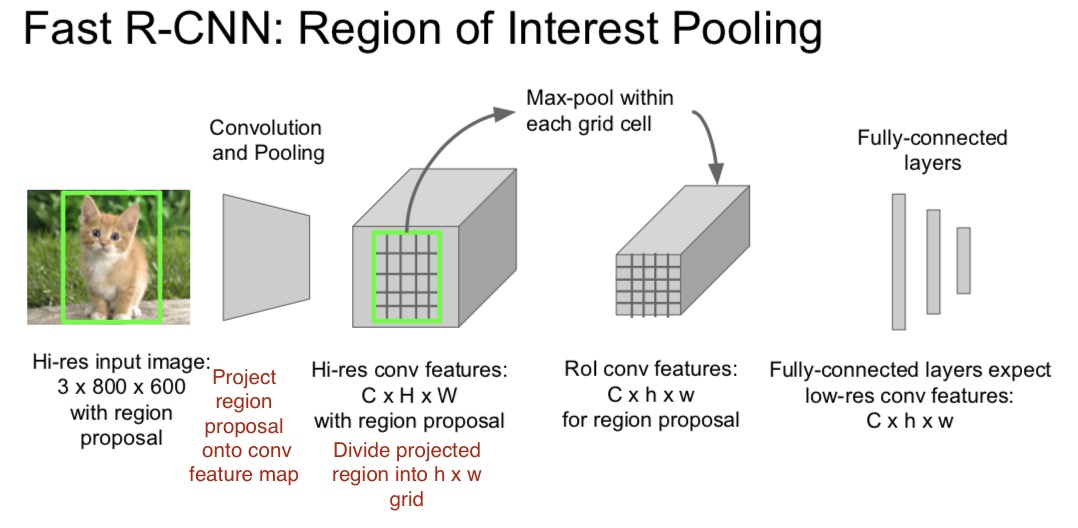 Fast R-CNN: Region of Interest Pooling
Convolution
and Pooling
Max-pool within
each grid cell
Fully-connected
layers
Hi-res input image:
3 x 800 x 600
with region
proposal
Project
region
proposal
onto conv
feature map
Hi-res conv features:
C x H x W
with region proposal
Divide projected
region into h x w
grid
RoI conv features:
C x h x w
for region proposal
Fully-connected layers expect
low-res conv features:
C x h x w